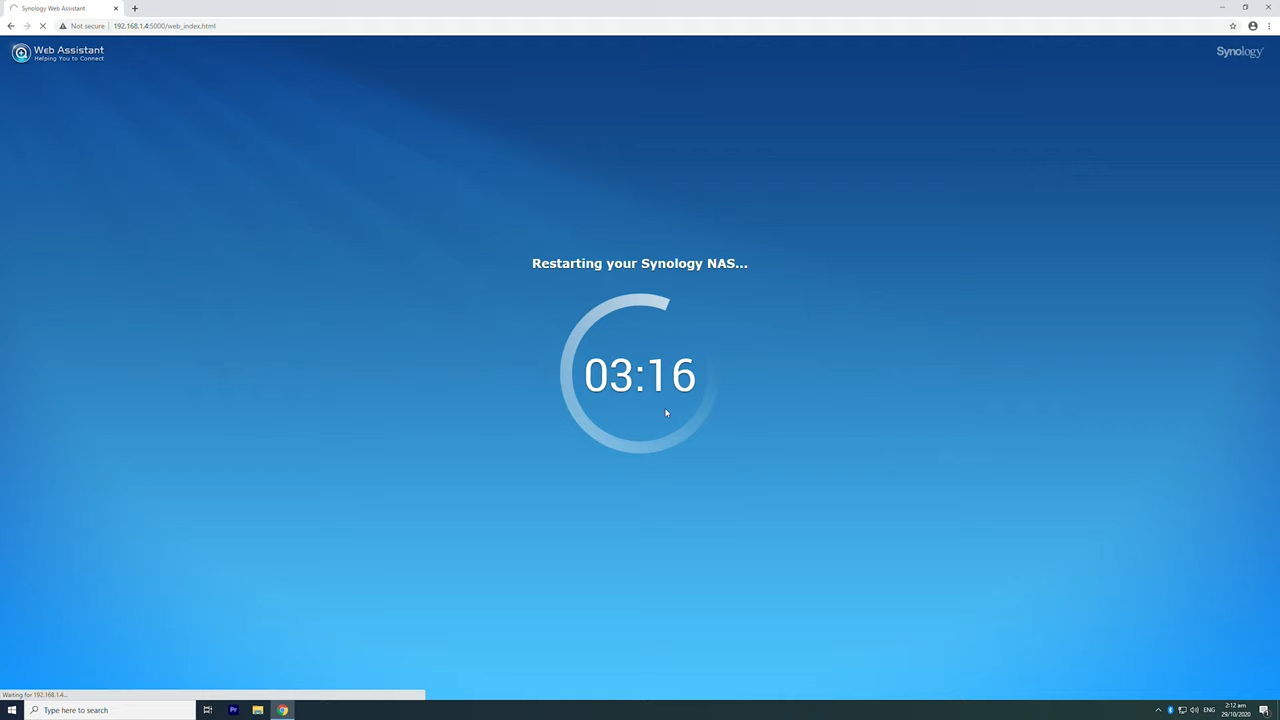 Synology Web Assistant
Not secure
192.168.1.4:5000/web_index.html
Web Assistant
Helping You to Connect
Synology
Restarting your Synology NAS...
03:16
Waiting for 192.168.1.4...
Type here to search
Pr
ENG
2:12 am
29/10/2020